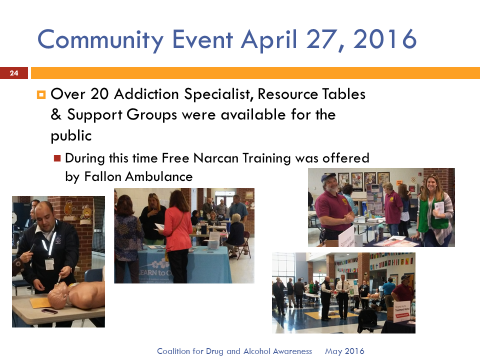 Community Event April 27, 2016
24
Over 20 Addiction Specialist, Resource Tables
& Support Groups were available for the
public
During this time Free Narcan Training was offered
by Fallon Ambulance
Coalition for Drug and Alcohol Awareness May 2016